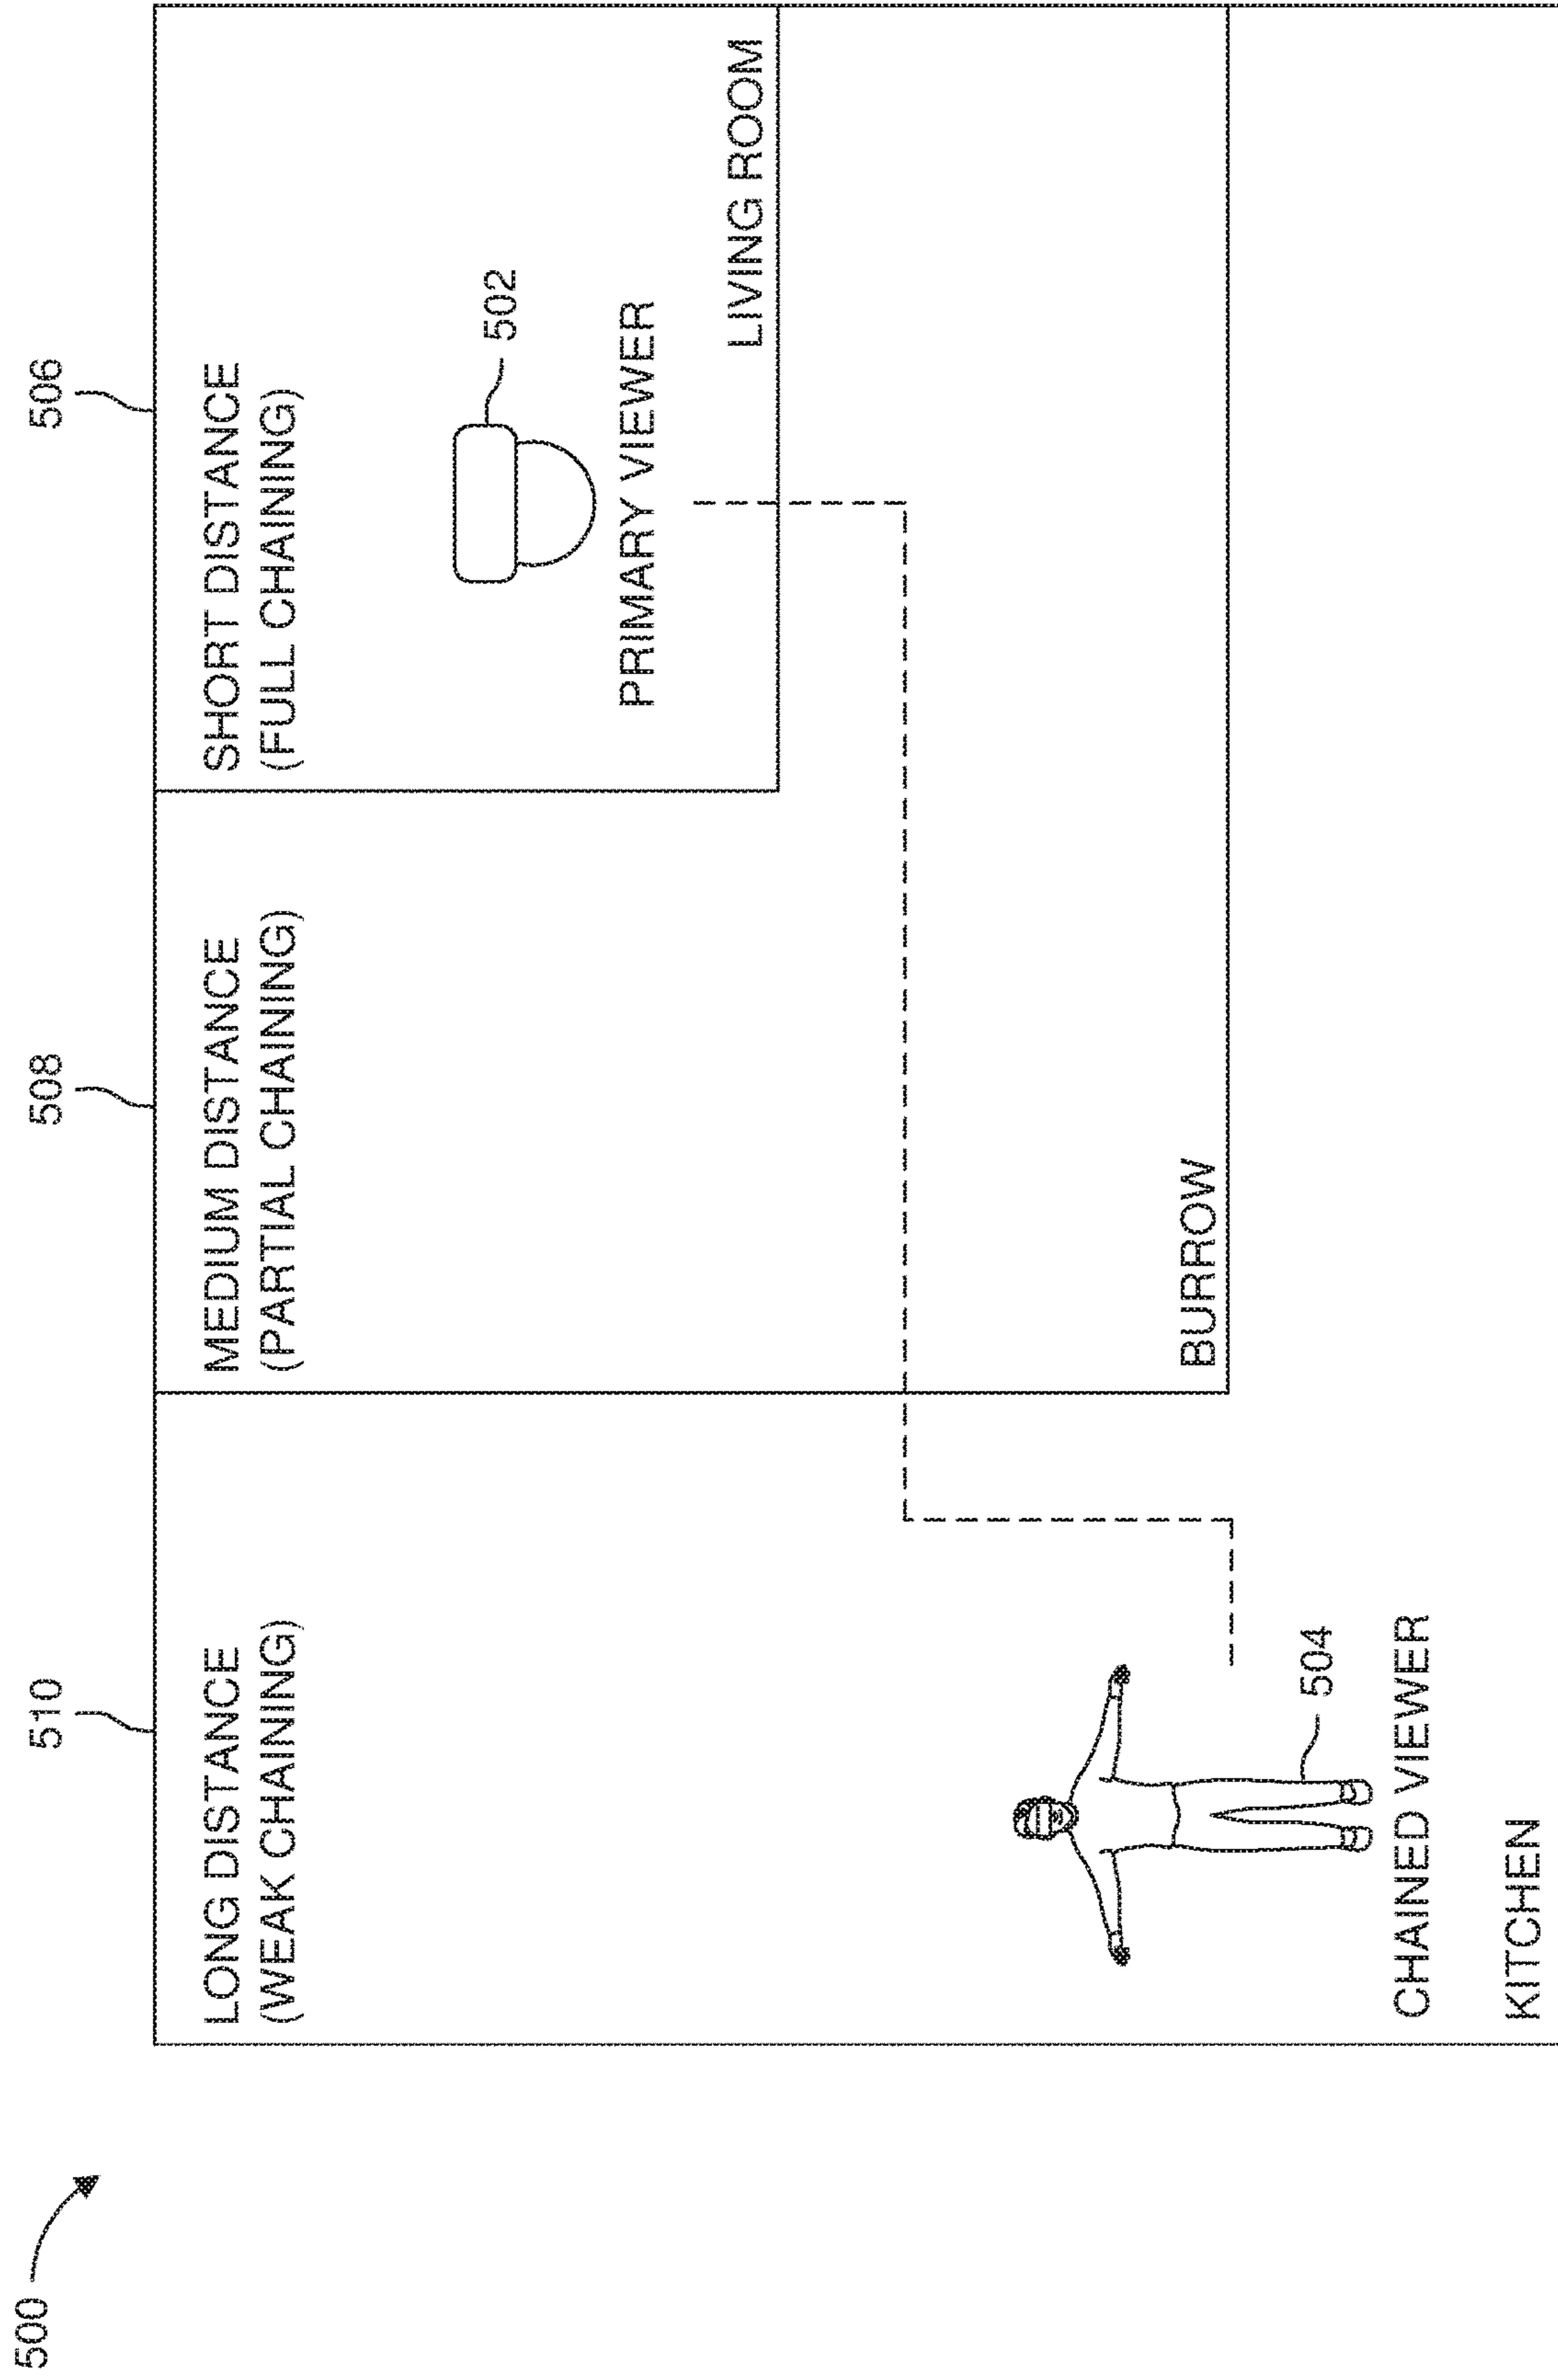 500
510
508
506
LONG DISTANCE
(WEAK CHAINING)
MEDIUM DISTANCE
(PARTIAL CHAINING)
SHORT DISTANCE
(FULL CHAINING)
502
PRIMARY VIEWER
LIVING ROOM
BURROW
504
CHAINED VIEWER
KITCHEN